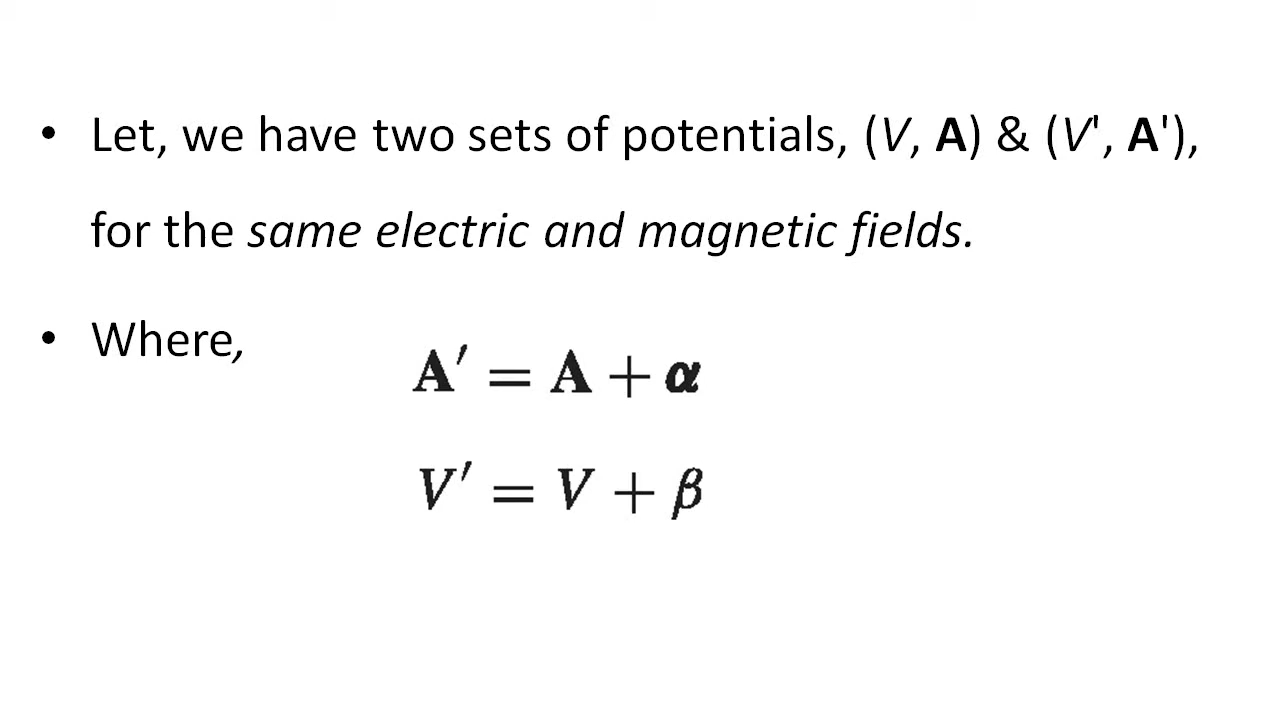 • Let, we have two sets of potentials, (V, A) & (V', A'),
for the same electric and magnetic fields.
• Where,
A′ = A + α
V′ = V + β